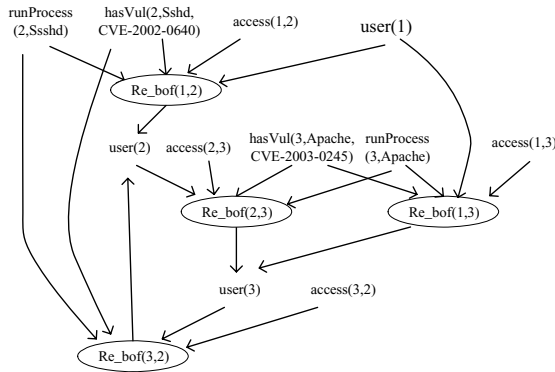 runProcess
(2,Ssshd)
hasVul(2,Sshd,
CVE-2002-0640)
access(1,2)
user(1)
Re_bof(1,2)
user(2)
access(2,3)
hasVul(3,Apache,
CVE-2003-0245)
runProcess
(3,Apache)
access(1,3)
Re_bof(2,3)
Re_bof(1,3)
user(3)
access(3,2)
Re_bof(3,2)